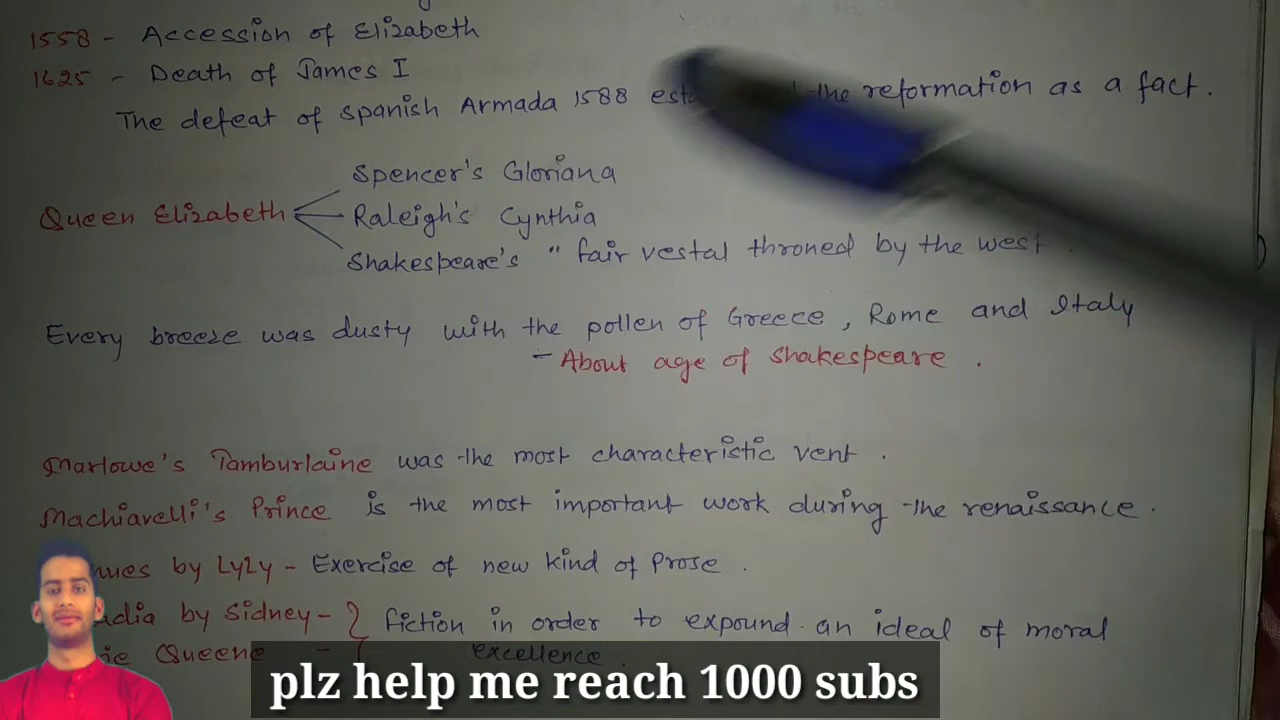 1558 - Accession of Elizabeth
1625 - Death of James I
The defeat of Spanish Armada 1588 the reformation as a fact.
Spencer's Gloriana
Queen Elizabeth Raleigh's Cynthia
Shakespeare's " fair vestal throned by the west .
Every breeze was dusty with the pollen of Greece, Rome and Italy
- About age of Shakespeare .
Marlowe's Tamburlaine was the most characteristic vent .
Machiavelli's Prince is the most important work during the renaissance .
by Lyly - Exercise of new kind of Prose .
by Sidney - } fiction in order to expound an ideal of moral
Queene - excellence .
plz help me reach 1000 subs